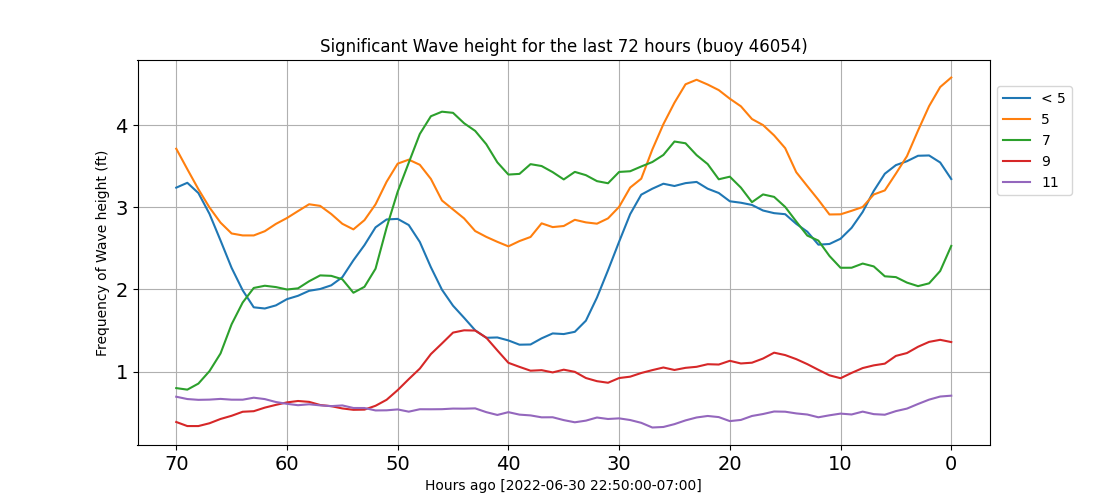 Significant Wave height for the last 72 hours (buoy 46054)
Frequency of Wave height (ft)
4
3
2
1
70 60 50 40 30 20 10 0
Hours ago [2022-06-30 22:50:00-07:00]
< 5
5
7
9
11